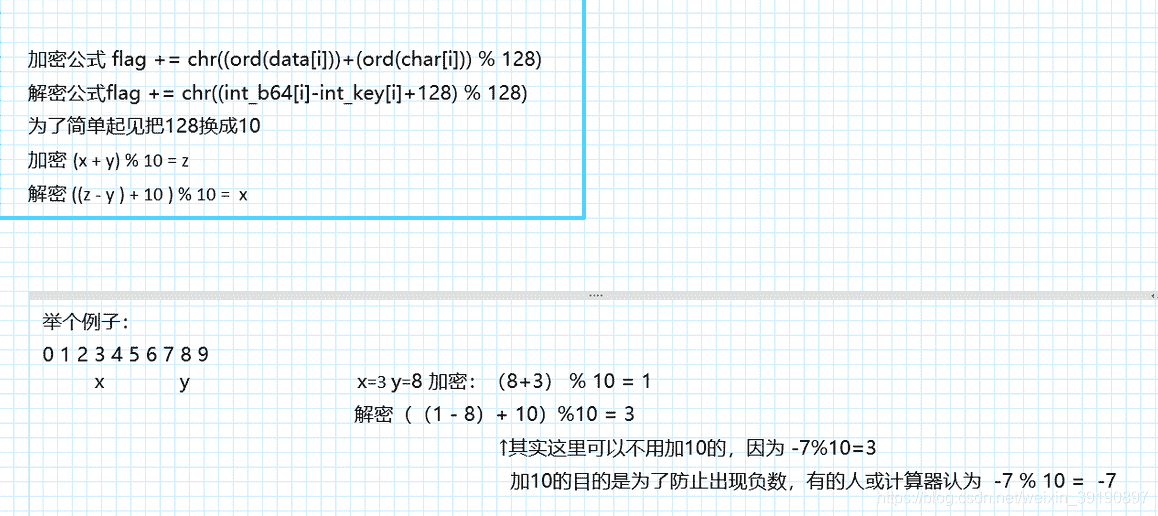 加密公式 flag += chr((ord(data[i]))+(ord(char[i])) % 128)
解密公式flag += chr((int_b64[i]-int_key[i]+128) % 128)
为了简单起见把128换成10
加密 (x + y) % 10 = z
解密 ((z - y ) + 10 ) % 10 =  x
举个例子：
0 1 2 3 4 5 6 7 8 9
x y
x=3 y=8 加密：（8+3） % 10 = 1
解密（（1 - 8）+ 10）%10 = 3
↑其实这里可以不用加10的，因为 -7%10=3
加10的目的是为了防止出现负数，有的人或计算器认为  -7 % 10 =  -7
https://blog.csdn.net/weixin_39190897